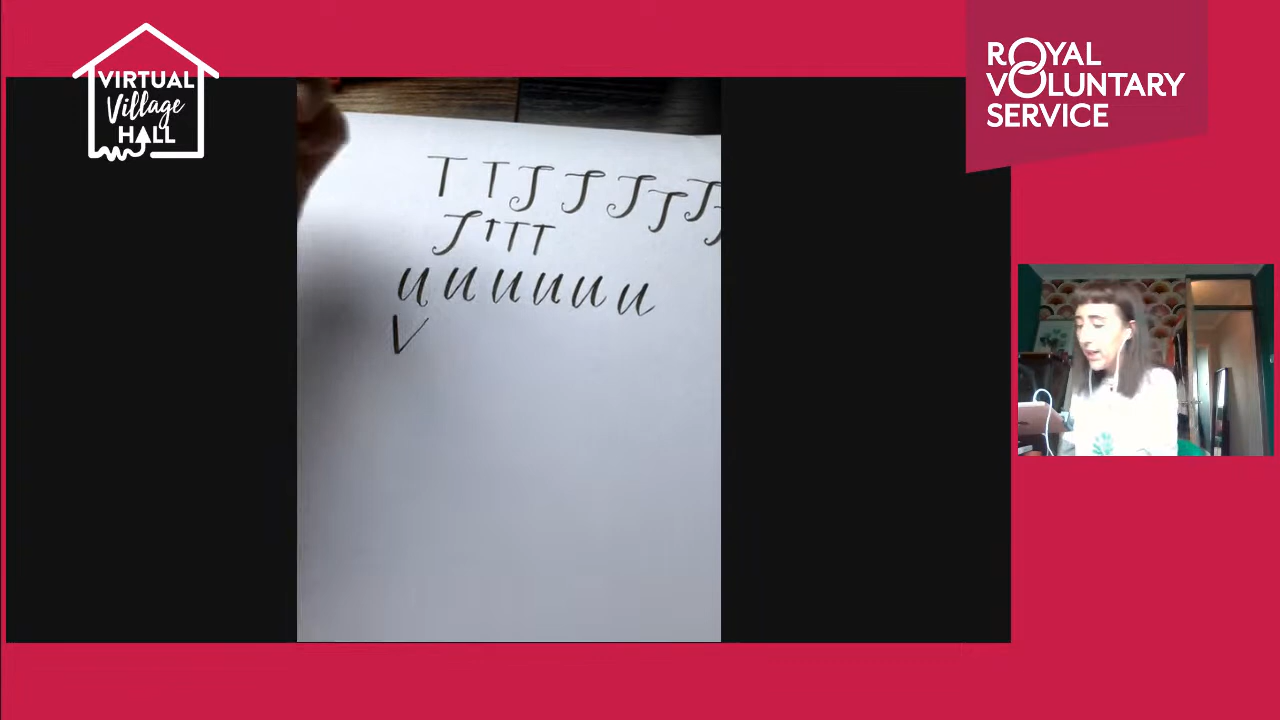 VIRTUAL
Village
HALL
ROYAL
VOLUNTARY
SERVICE
T T T T T T T
T T T T
U U U U U U
V